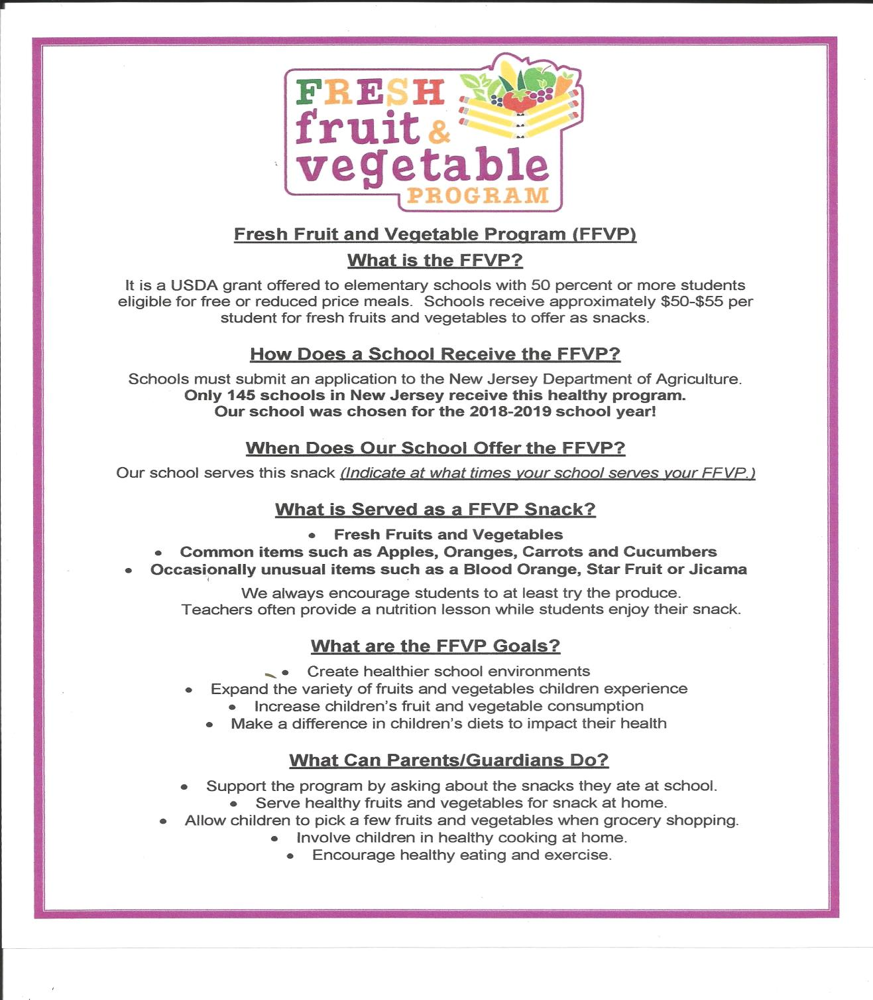 FRESH
fruit &
vegetable
PROGRAM
Fresh Fruit and Vegetable Program (FFVP)
What is the FFVP?
It is a USDA grant offered to elementary schools with 50 percent or more students
eligible for free or reduced price meals.  Schools receive approximately $50-$55 per
student for fresh fruits and vegetables to offer as snacks.
How Does a School Receive the FFVP?
Schools must submit an application to the New Jersey Department of Agriculture.
Only 145 schools in New Jersey receive this healthy program.
Our school was chosen for the 2018-2019 school year!
When Does Our School Offer the FFVP?
Our school serves this snack (Indicate at what times your school serves your FFVP.)
What is Served as a FFVP Snack?
• Fresh Fruits and Vegetables
• Common items such as Apples, Oranges, Carrots and Cucumbers
• Occasionally unusual items such as a Blood Orange, Star Fruit or Jicama
We always encourage students to at least try the produce.
Teachers often provide a nutrition lesson while students enjoy their snack.
What are the FFVP Goals?
• Create healthier school environments
• Expand the variety of fruits and vegetables children experience
• Increase children's fruit and vegetable consumption
• Make a difference in children's diets to impact their health
What Can Parents/Guardians Do?
• Support the program by asking about the snacks they ate at school.
• Serve healthy fruits and vegetables for snack at home.
• Allow children to pick a few fruits and vegetables when grocery shopping.
• Involve children in healthy cooking at home.
• Encourage healthy eating and exercise.